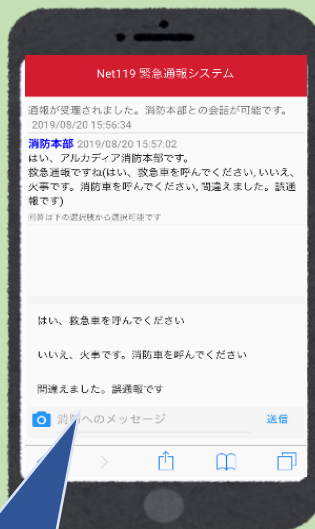 Net119 緊急通報システム
通報が受理されました。消防本部との会話が可能です。
2019/08/20 15:56:34
消防本部 2019/08/20 15:57:02
はい、アルカディア消防本部です。
救急通報ですね(はい、救急車を呼んでください, いいえ、
火事です。消防車を呼んでください, 間違えました。誤通
報です)
回答は下の選択肢から選択可能です
はい、救急車を呼んでください
いいえ、火事です。消防車を呼んでください
間違えました。誤通報です
消防へのメッセージ
送信